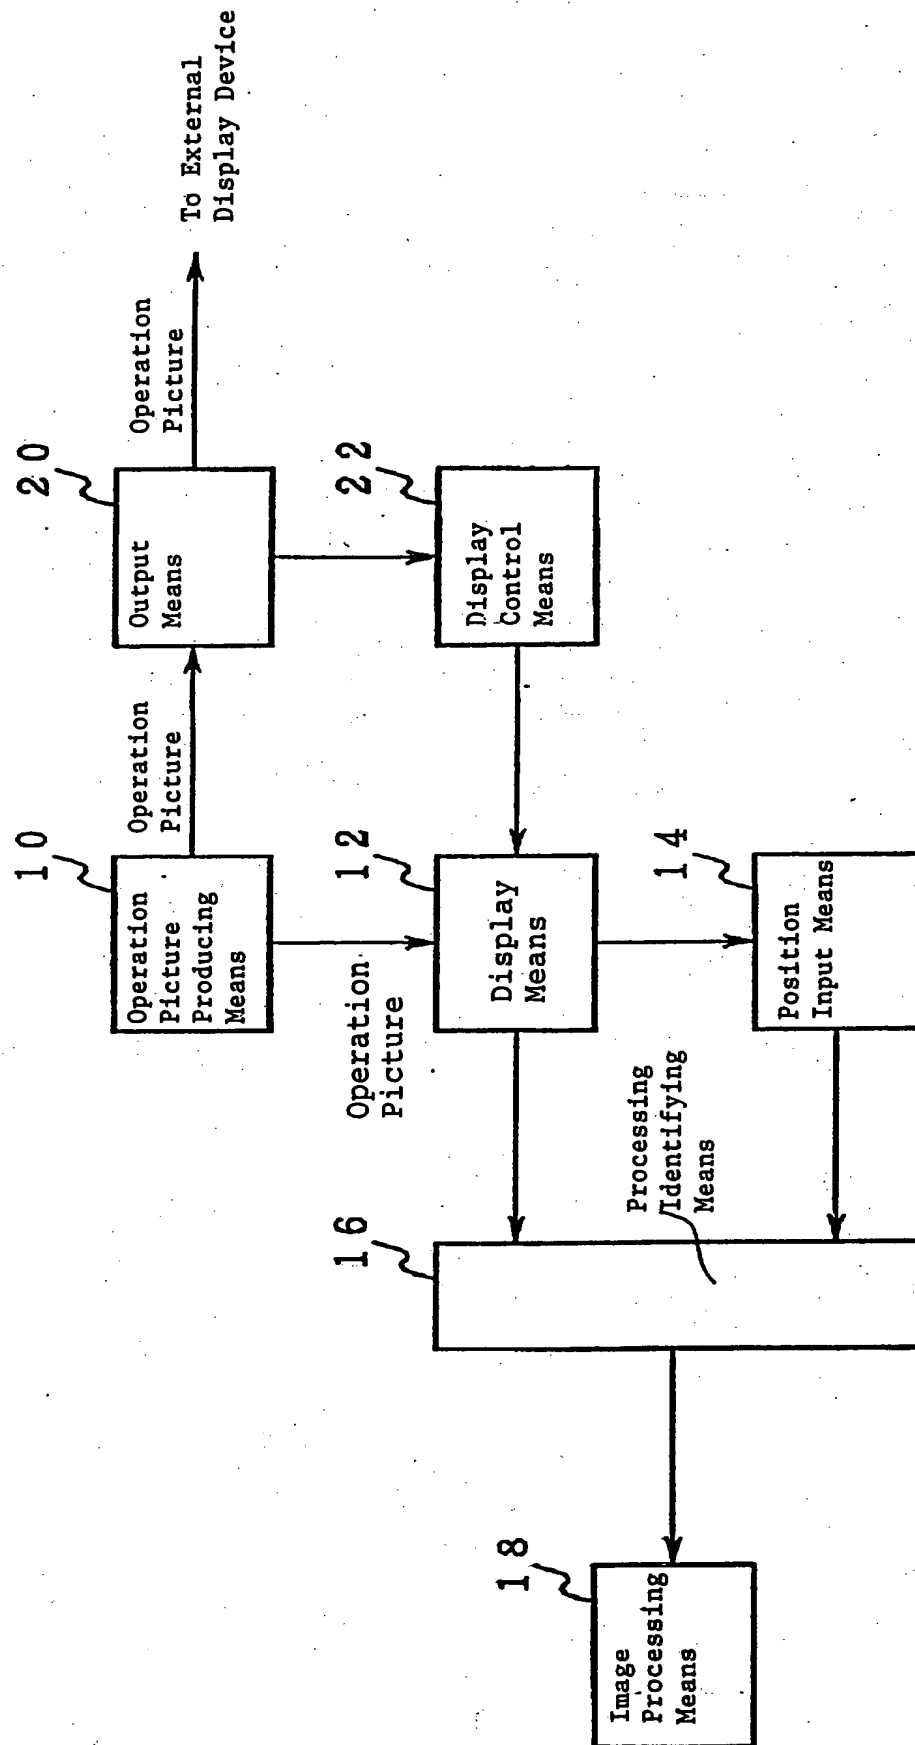 10
Operation
Picture
Producing
Means
Operation
Picture
20
Output
Means
Operation
Picture
To External
Display Device
Operation
Picture
12
Display
Means
22
Display
Control
Means
16
Processing
Identifying
Means
14
Position
Input Means
18
Image
Processing
Means